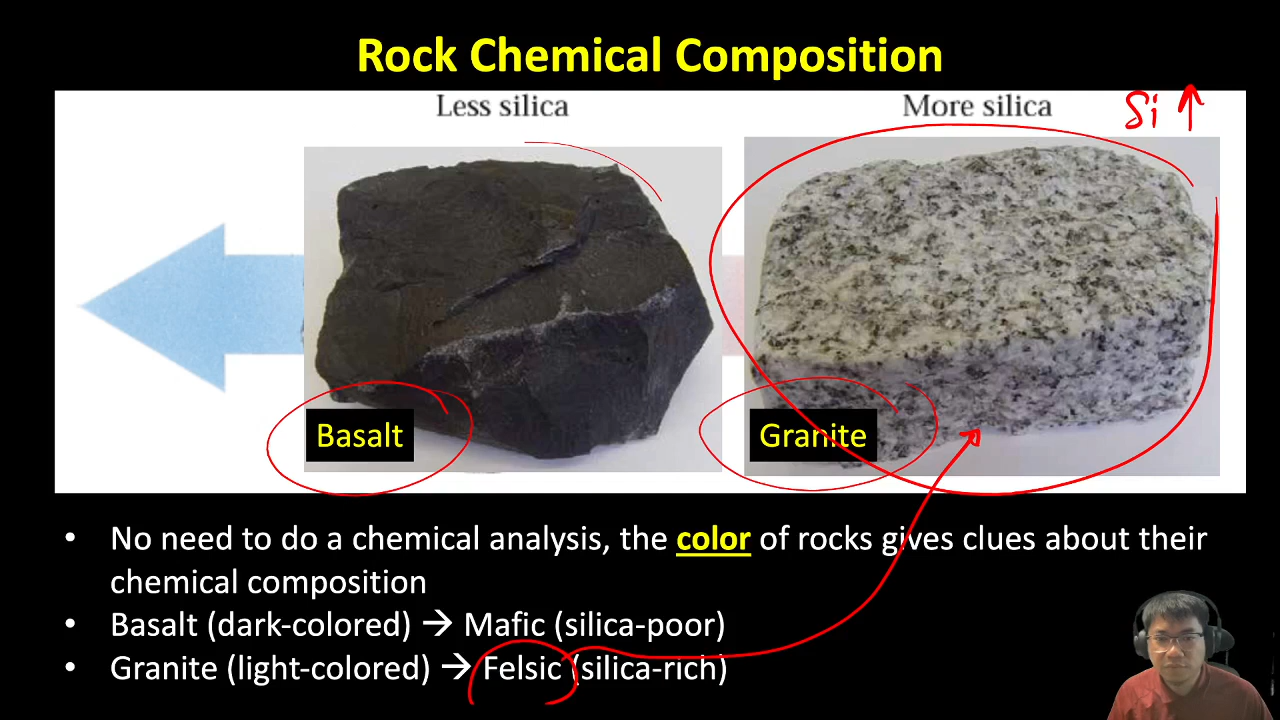 Rock Chemical Composition
Less silica
More silica
Si ↑
Basalt
Granite
• No need to do a chemical analysis, the color of rocks gives clues about their
chemical composition
• Basalt (dark-colored) → Mafic (silica-poor)
• Granite (light-colored) → Felsic (silica-rich)